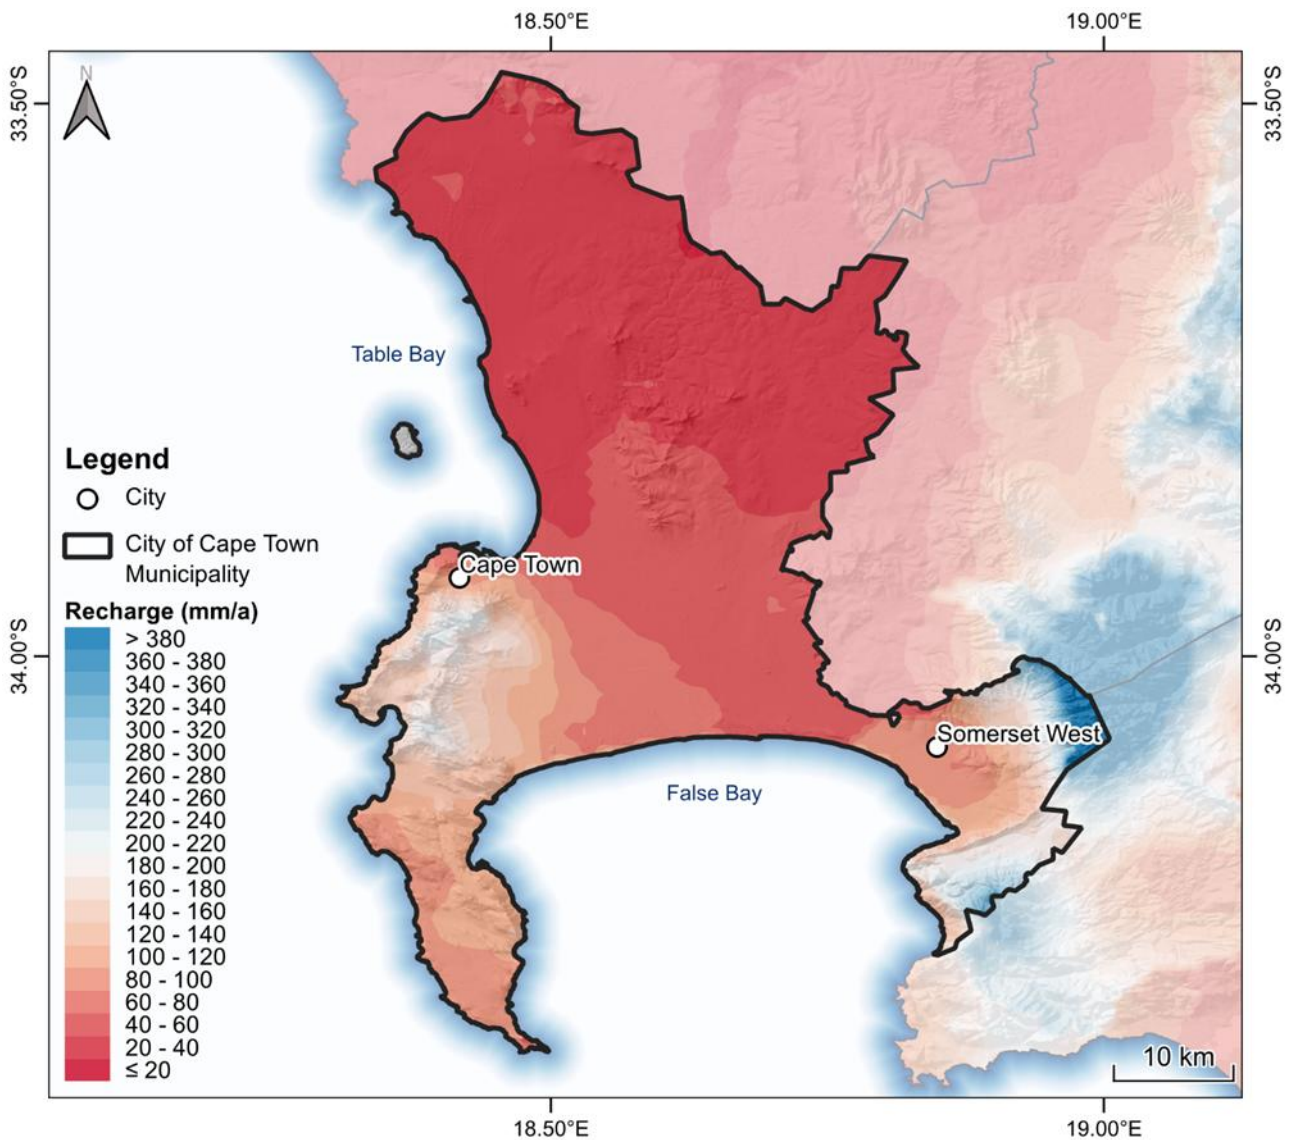 18.50°E
19.00°E
N
33.50°S
33.50°S
Table Bay
Legend
City
City of Cape Town
Municipality
Recharge (mm/a)
> 380
360 - 380
340 - 360
320 - 340
300 - 320
280 - 300
260 - 280
240 - 260
220 - 240
200 - 220
180 - 200
160 - 180
140 - 160
120 - 140
100 - 120
80 - 100
60 - 80
40 - 60
20 - 40
≤ 20
Cape Town
34.00°S
34.00°S
Somerset West
False Bay
10 km
18.50°E
19.00°E